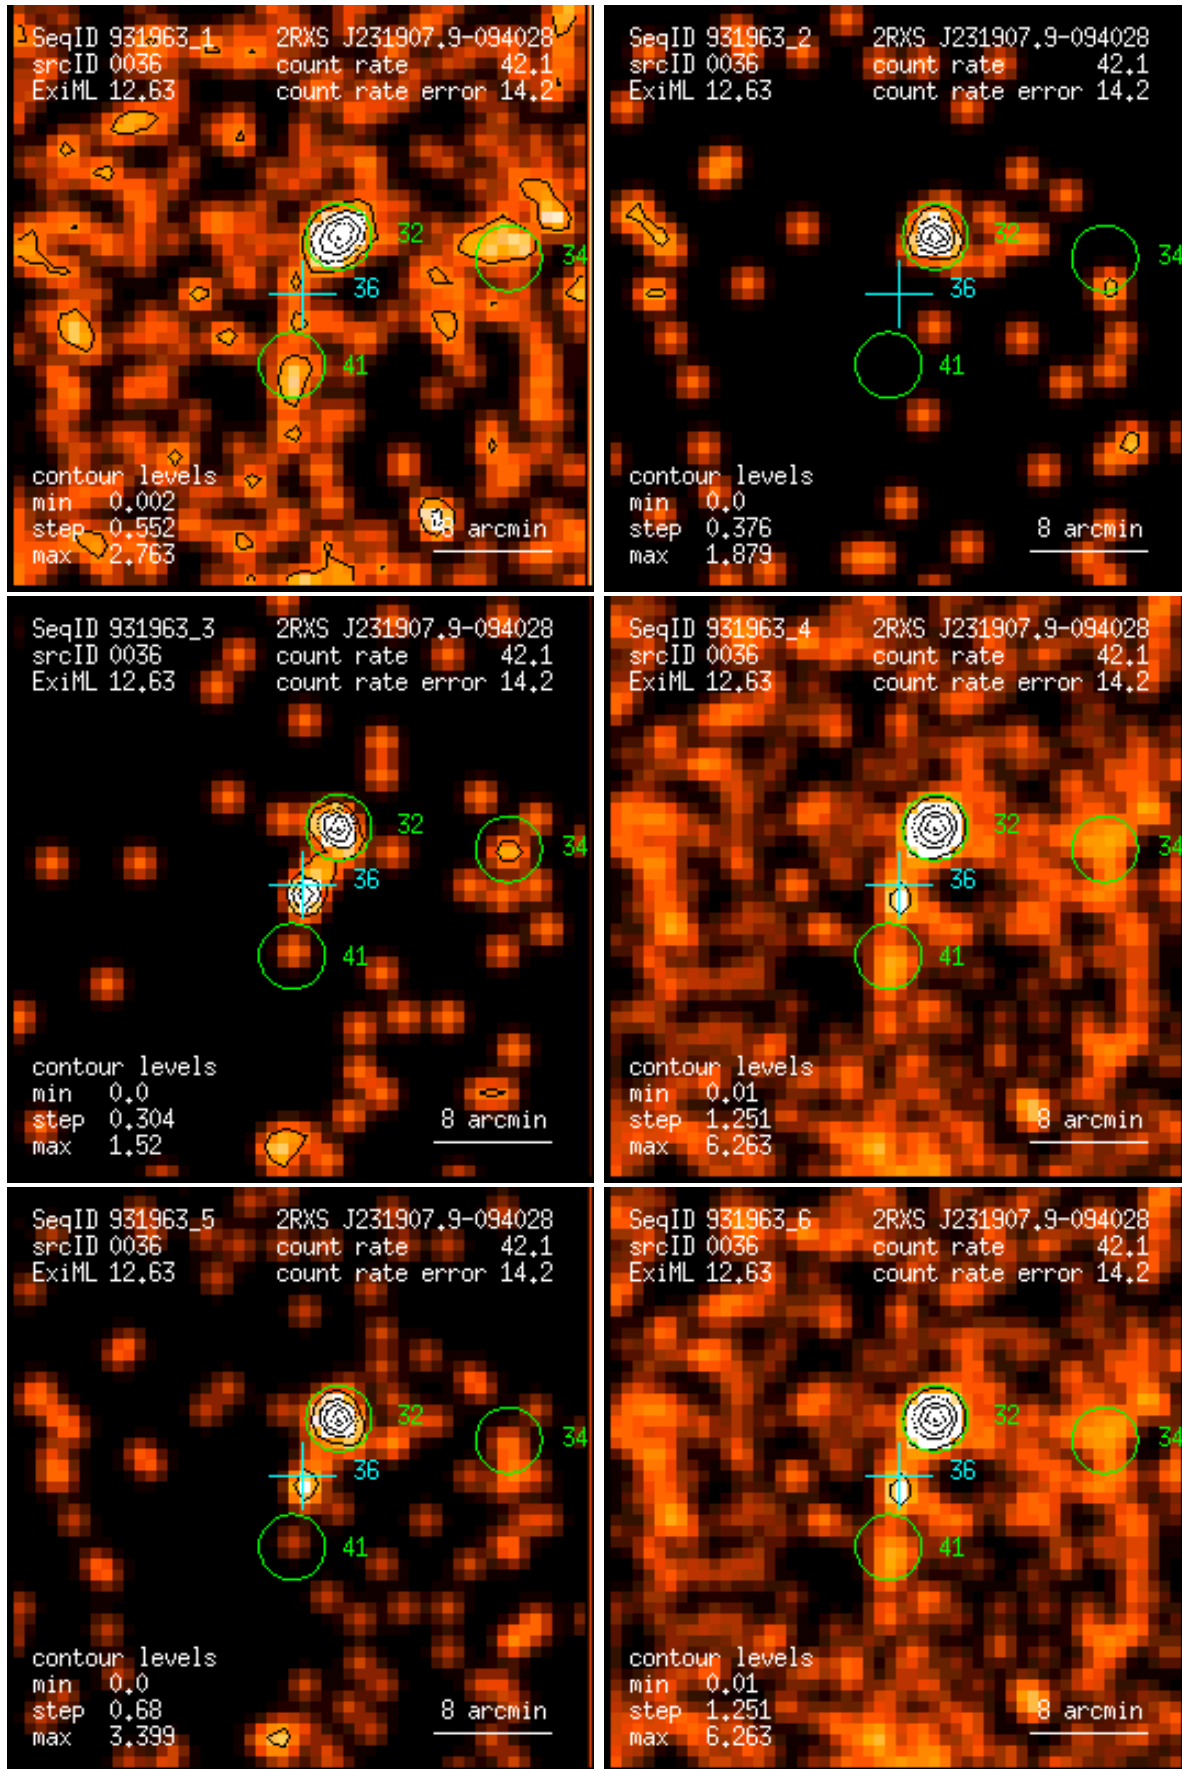 SeqID 931963_1 2RXS J231907.9-094028
srcID 0036 count rate 42.1
ExiML 12.63 count rate error 14.2
32
34
36
41
contour levels
min 0.002
step 0.552
max 2.763
8 arcmin
SeqID 931963_2 2RXS J231907.9-094028
srcID 0036 count rate 42.1
ExiML 12.63 count rate error 14.2
32
34
36
41
contour levels
min 0.0
step 0.376
max 1.879
8 arcmin
SeqID 931963_3 2RXS J231907.9-094028
srcID 0036 count rate 42.1
ExiML 12.63 count rate error 14.2
32
34
36
41
contour levels
min 0.0
step 0.304
max 1.52
8 arcmin
SeqID 931963_4 2RXS J231907.9-094028
srcID 0036 count rate 42.1
ExiML 12.63 count rate error 14.2
32
34
36
41
contour levels
min 0.01
step 1.251
max 6.263
8 arcmin
SeqID 931963_5 2RXS J231907.9-094028
srcID 0036 count rate 42.1
ExiML 12.63 count rate error 14.2
32
34
36
41
contour levels
min 0.0
step 0.68
max 3.399
8 arcmin
SeqID 931963_6 2RXS J231907.9-094028
srcID 0036 count rate 42.1
ExiML 12.63 count rate error 14.2
32
34
36
41
contour levels
min 0.01
step 1.251
max 6.263
8 arcmin